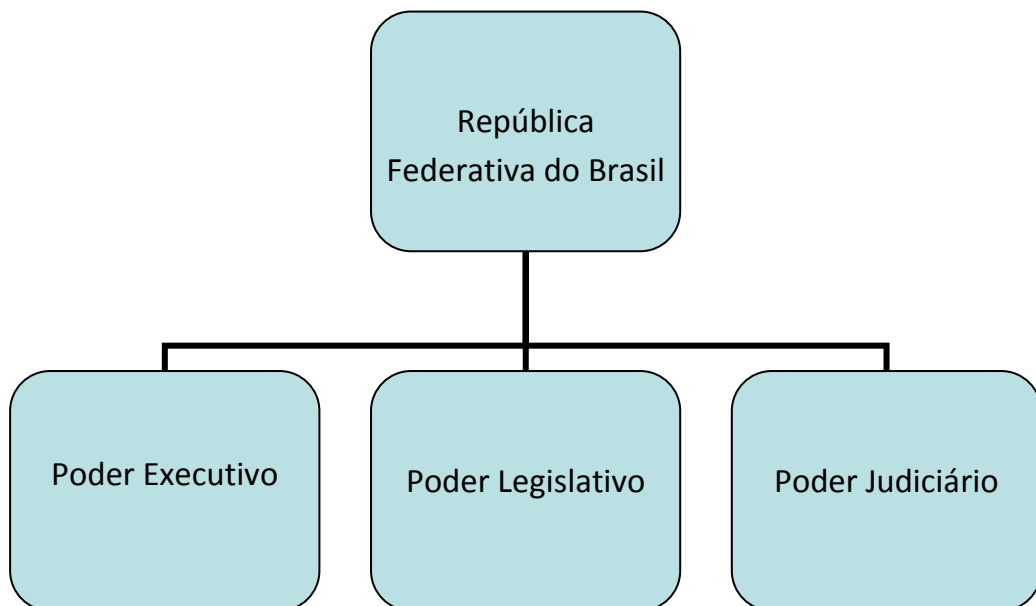 República
Federativa do Brasil
Poder Executivo
Poder Legislativo
Poder Judiciário